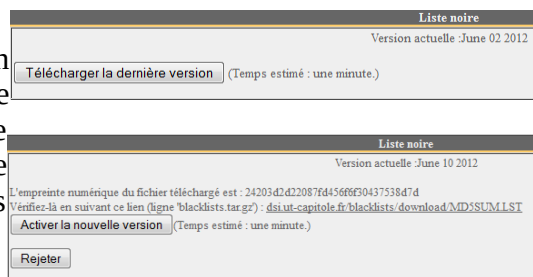 Liste noire
Version actuelle :June 02 2012
Télécharger la dernière version (Temps estimé : une minute.)
Liste noire
Version actuelle :June 10 2012
L'empreinte numérique du fichier téléchargé est : 24203d2d22087fd456f6f30437538d7d
Vérifiez-là en suivant ce lien (ligne 'blacklists.tar.gz') : dsi.ut-capitole.fr/blacklists/download/MD5SUM.LST
Activer la nouvelle version (Temps estimé : une minute.)
Rejeter